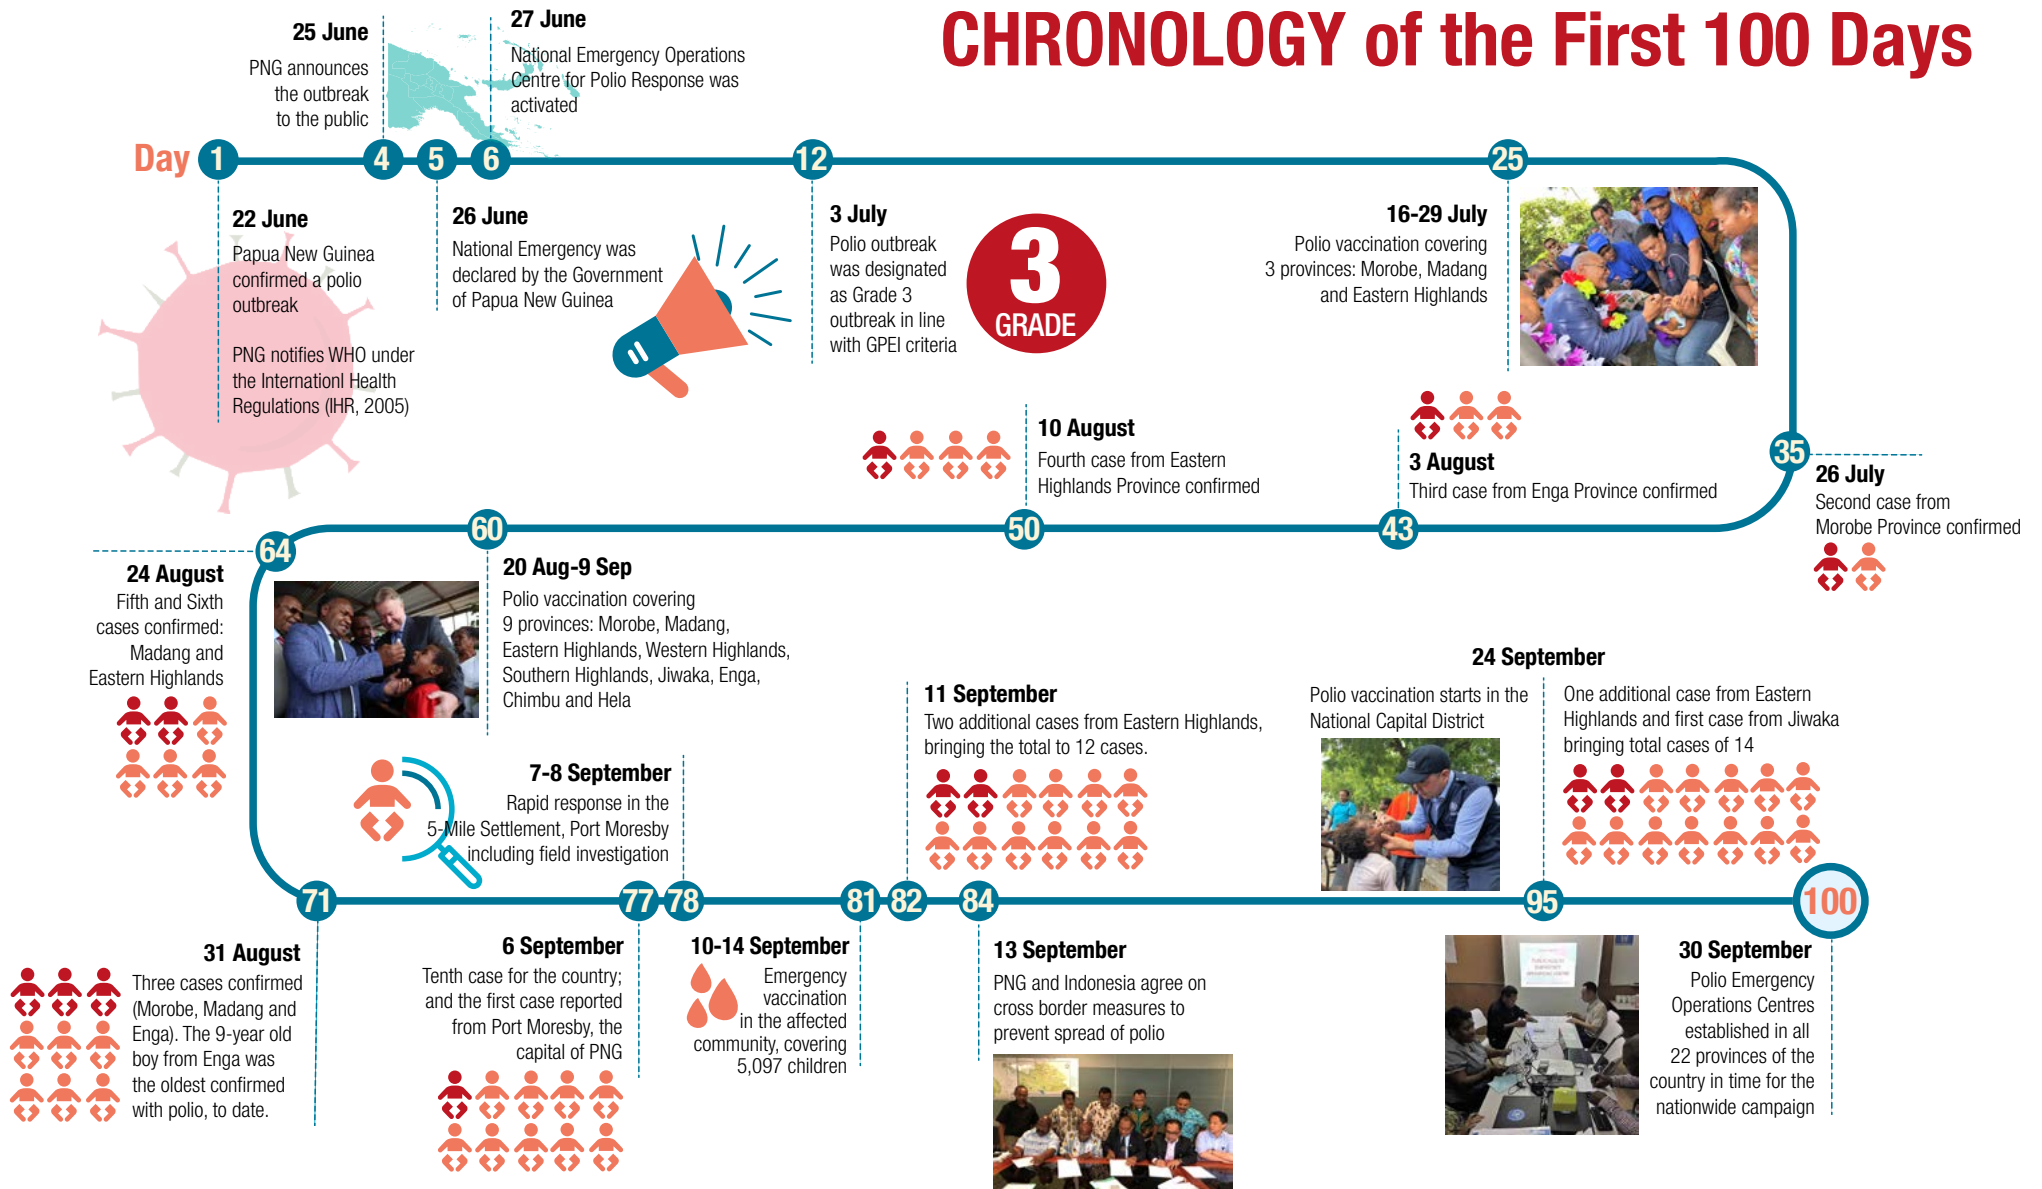 CHRONOLOGY of the First 100 Days
25 June
PNG announces
the outbreak
to the public
27 June
National Emergency Operations
Centre for Polio Response was
activated
Day 1
4
5
6
12
25
22 June
Papua New Guinea
confirmed a polio
outbreak
PNG notifies WHO under
the Internationl Health
Regulations (IHR, 2005)
26 June
National Emergency was
declared by the Government
of Papua New Guinea
3 July
Polio outbreak
was designated
as Grade 3
outbreak in line
with GPEI criteria
3
GRADE
16-29 July
Polio vaccination covering
3 provinces: Morobe, Madang
and Eastern Highlands
35
26 July
Second case from
Morobe Province confirmed
3 August
Third case from Enga Province confirmed
43
10 August
Fourth case from Eastern
Highlands Province confirmed
50
60
20 Aug-9 Sep
Polio vaccination covering
9 provinces: Morobe, Madang,
Eastern Highlands, Western Highlands,
Southern Highlands, Jiwaka, Enga,
Chimbu and Hela
64
24 August
Fifth and Sixth
cases confirmed:
Madang and
Eastern Highlands
71
31 August
Three cases confirmed
(Morobe, Madang and
Enga). The 9-year old
boy from Enga was
the oldest confirmed
with polio, to date.
77
6 September
Tenth case for the country;
and the first case reported
from Port Moresby, the
capital of PNG
7-8 September
Rapid response in the
5-Mile Settlement, Port Moresby
including field investigation
78
81
10-14 September
Emergency
vaccination
in the affected
community, covering
5,097 children
82
11 September
Two additional cases from Eastern Highlands,
bringing the total to 12 cases.
84
13 September
PNG and Indonesia agree on
cross border measures to
prevent spread of polio
24 September
Polio vaccination starts in the
National Capital District
One additional case from Eastern
Highlands and first case from Jiwaka
bringing total cases of 14
95
100
30 September
Polio Emergency
Operations Centres
established in all
22 provinces of the
country in time for the
nationwide campaign